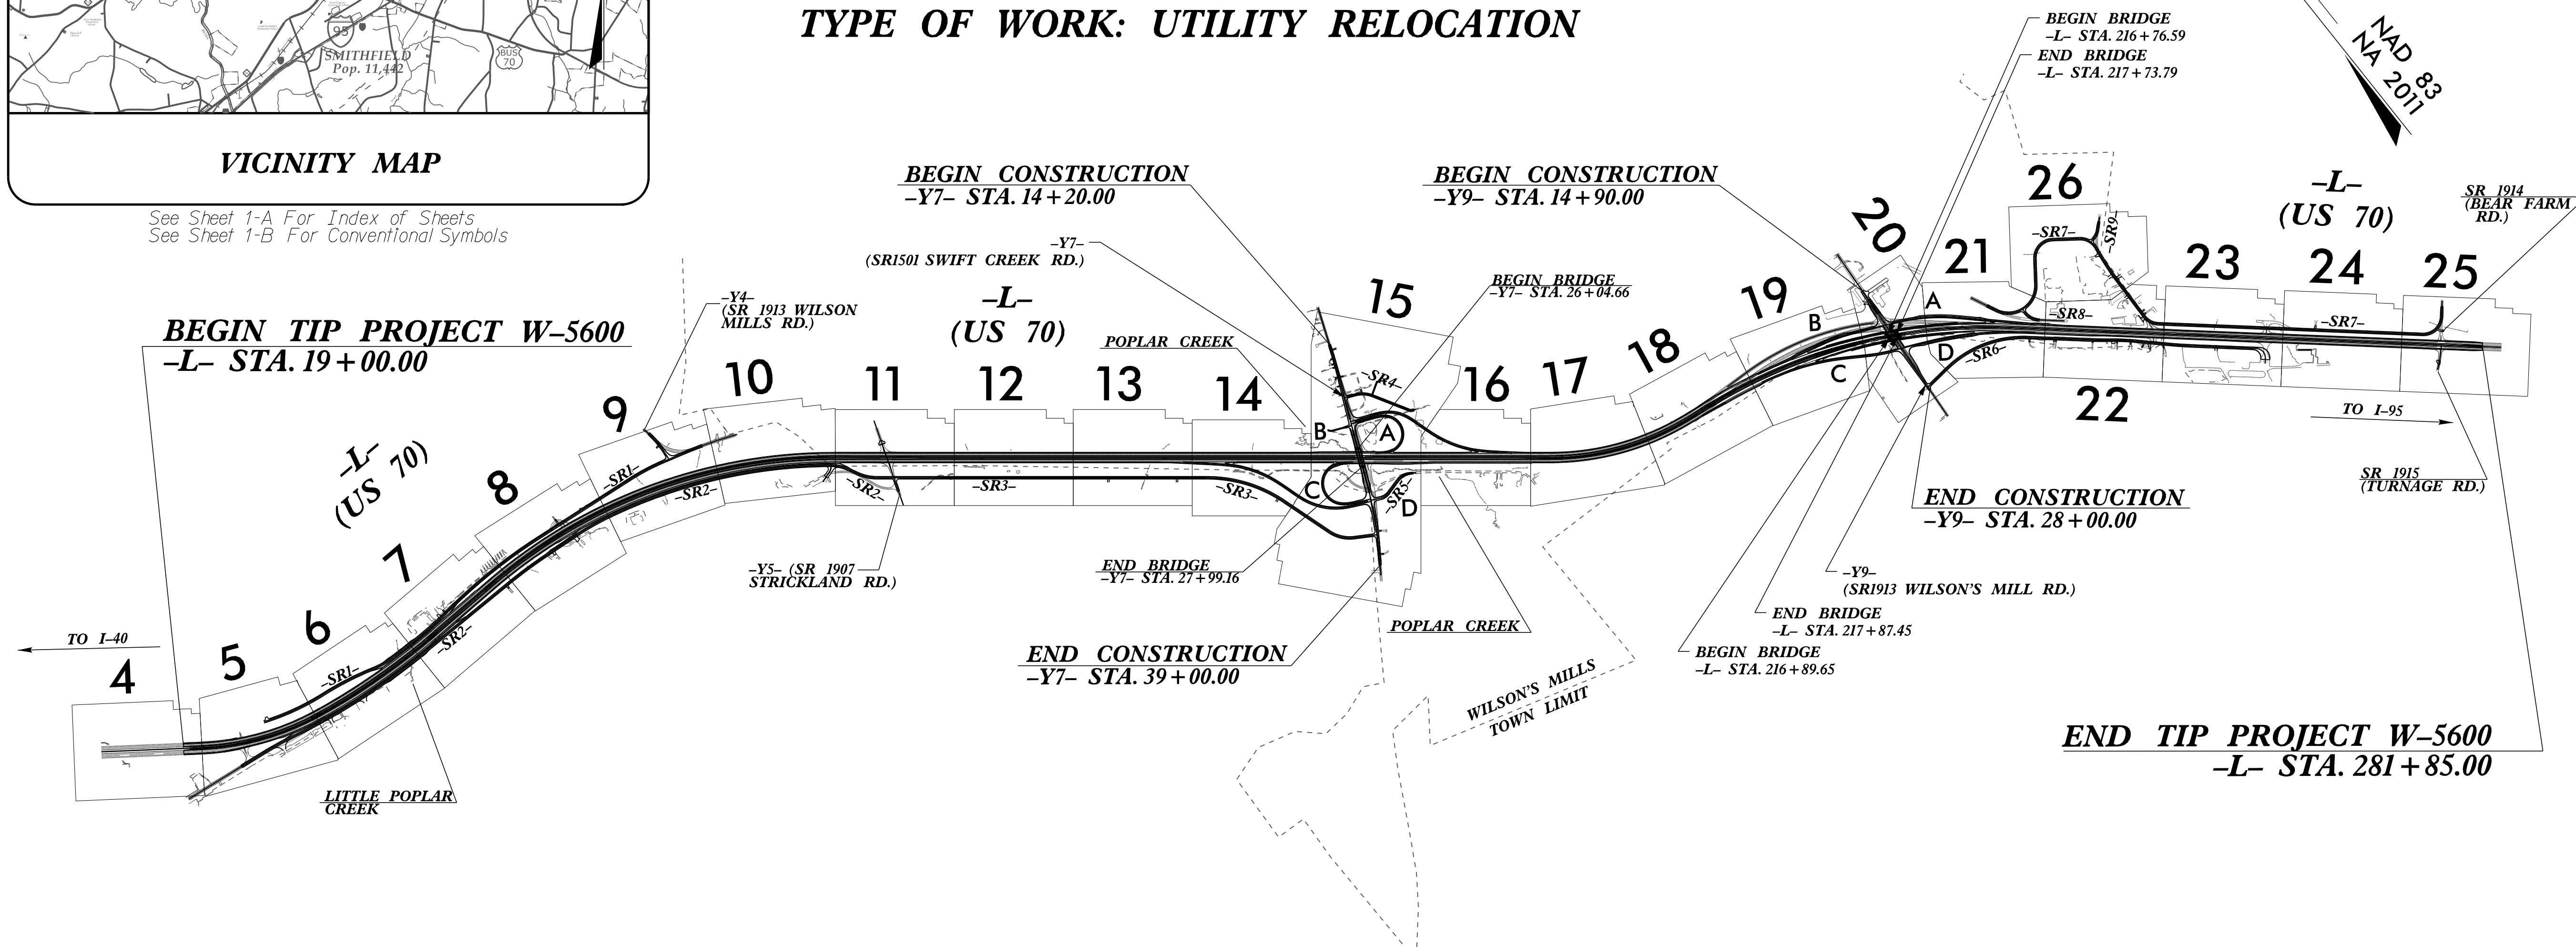 TYPE OF WORK: UTILITY RELOCATION
95
SMITHFIELD
Pop. 11,442
BUS
70
VICINITY MAP
See Sheet 1-A For Index of Sheets
See Sheet 1-B For Conventional Symbols
NAD 83
NA 2011
BEGIN BRIDGE
–L– STA. 216+76.59
END BRIDGE
–L– STA. 217+73.79
BEGIN CONSTRUCTION
–Y7– STA. 14+20.00
BEGIN CONSTRUCTION
–Y9– STA. 14+90.00
–Y7–
(SR1501 SWIFT CREEK RD.)
–L–
(US 70)
–Y4–
(SR 1913 WILSON
MILLS RD.)
BEGIN TIP PROJECT W–5600
–L– STA. 19+00.00
POPLAR CREEK
BEGIN BRIDGE
–Y7– STA. 26+04.66
–L–
(US 70)
SR 1914
(BEAR FARM
RD.)
–L–
(US 70)
4
5
6
7
8
9
10
11
12
13
14
15
16
17
18
19
20
21
22
23
24
25
26
–SR1–
–SR1–
–SR2–
–SR2–
–SR2–
–SR3–
–SR3–
–SR4–
–SR5–
–SR6–
–SR7–
–SR7–
–SR8–
–SR9–
A
B
C
D
A
B
C
D
TO I–40
TO I–95
–Y5– (SR 1907
STRICKLAND RD.)
END BRIDGE
–Y7– STA. 27+99.16
END CONSTRUCTION
–Y7– STA. 39+00.00
POPLAR CREEK
LITTLE POPLAR
CREEK
WILSON'S MILLS
TOWN LIMIT
END CONSTRUCTION
–Y9– STA. 28+00.00
–Y9–
(SR1913 WILSON'S MILL RD.)
END BRIDGE
–L– STA. 217+87.45
BEGIN BRIDGE
–L– STA. 216+89.65
SR 1915
(TURNAGE RD.)
END TIP PROJECT W–5600
–L– STA. 281+85.00